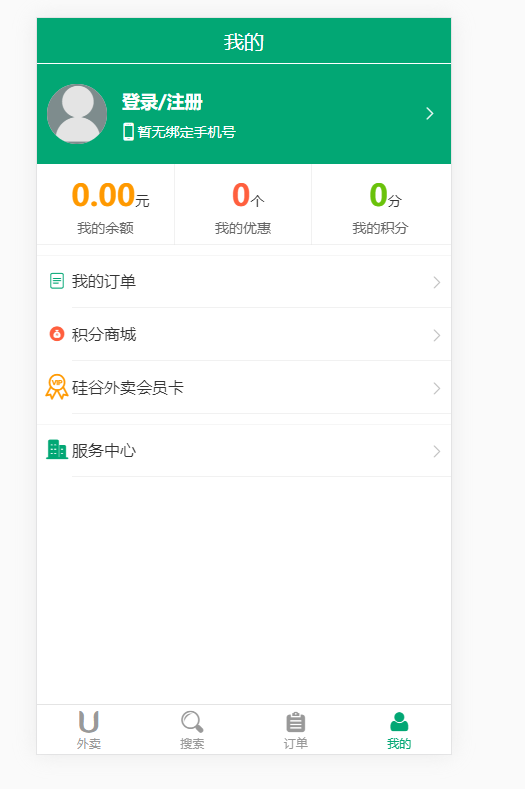 我的
登录/注册
暂无绑定手机号
0.00元 0个 0分
我的余额 我的优惠 我的积分
我的订单
积分商城
VIP 硅谷外卖会员卡
服务中心
外卖 搜索 订单 我的